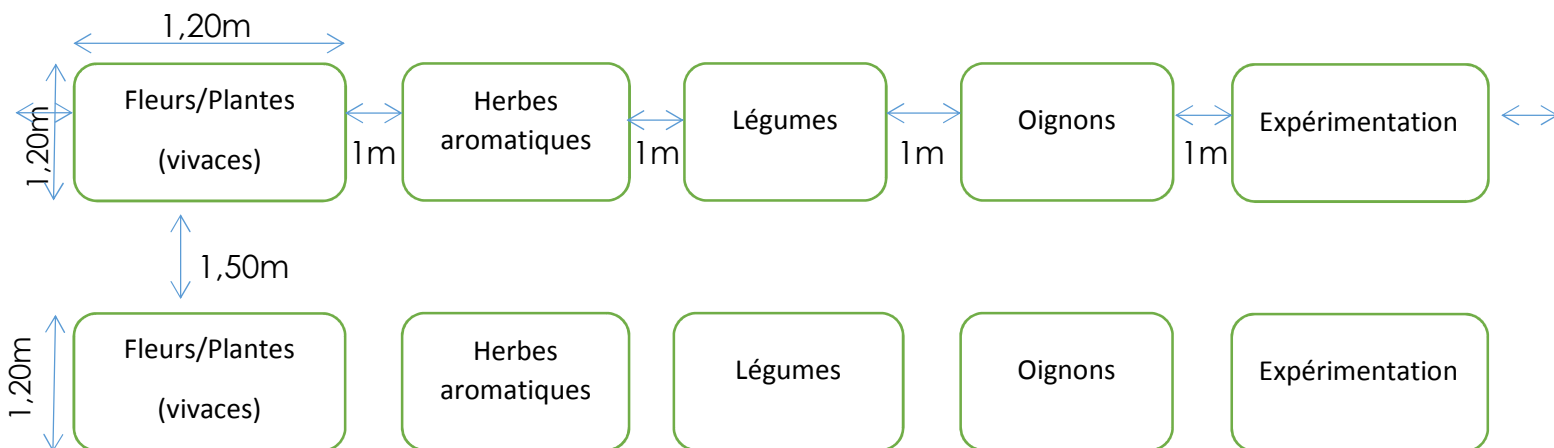 1,20m
1,20m
Fleurs/Plantes
(vivaces)
1m
Herbes
aromatiques
1m
Légumes
1m
Oignons
1m
Expérimentation
1,50m
1,20m
Fleurs/Plantes
(vivaces)
Herbes
aromatiques
Légumes
Oignons
Expérimentation